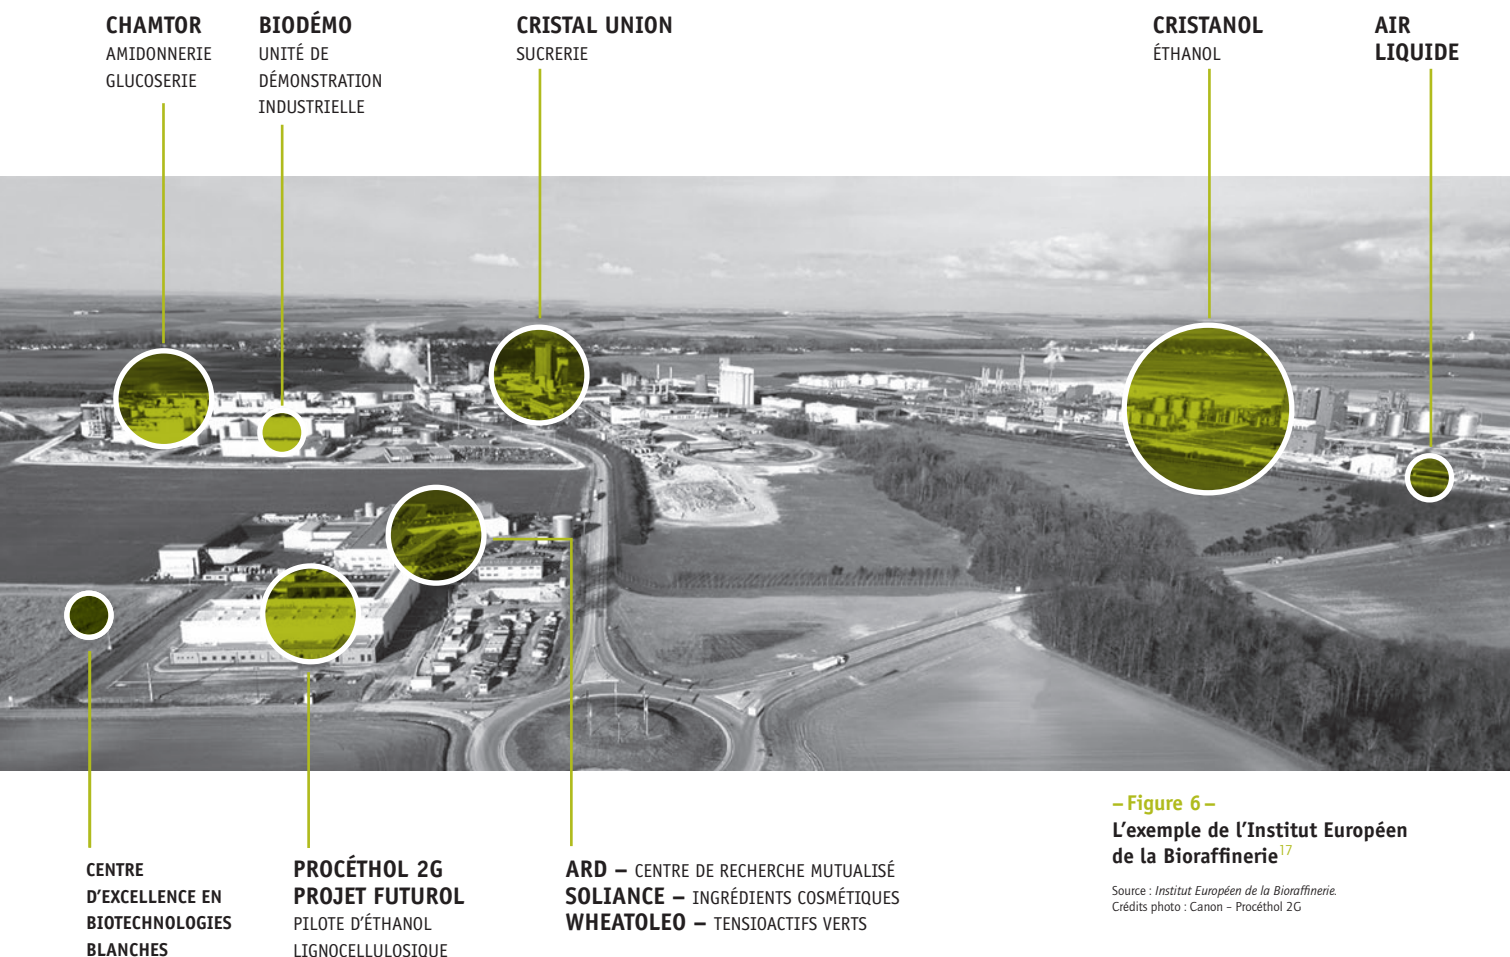 CHAMTOR
AMIDONNERIE
GLUCOSERIE
BIODÉMO
UNITÉ DE
DÉMONSTRATION
INDUSTRIELLE
CRISTAL UNION
SUCRERIE
CRISTANOL
ÉTHANOL
AIR
LIQUIDE
CENTRE
D’EXCELLENCE EN
BIOTECHNOLOGIES
BLANCHES
PROCÉTHOL 2G
PROJET FUTUROL
PILOTE D’ÉTHANOL
LIGNOCELLULOSIQUE
ARD – CENTRE DE RECHERCHE MUTUALISÉ
SOLIANCE – INGRÉDIENTS COSMÉTIQUES
WHEATOLEO – TENSIOACTIFS VERTS
– Figure 6 –
L’exemple de l’Institut Européen
de la Bioraffinerie17
Source : Institut Européen de la Bioraffinerie.
Crédits photo : Canon – Procéthol 2G